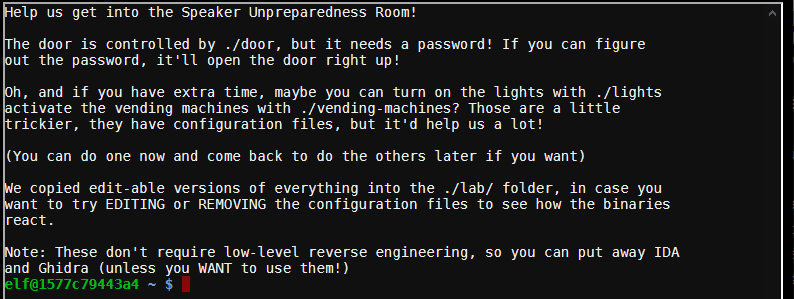 Help us get into the Speaker Unpreparedness Room!
The door is controlled by ./door, but it needs a password! If you can figure
out the password, it'll open the door right up!
Oh, and if you have extra time, maybe you can turn on the lights with ./lights
activate the vending machines with ./vending-machines? Those are a little
trickier, they have configuration files, but it'd help us a lot!
(You can do one now and come back to do the others later if you want)
We copied edit-able versions of everything into the ./lab/ folder, in case you
want to try EDITING or REMOVING the configuration files to see how the binaries
react.
Note: These don't require low-level reverse engineering, so you can put away IDA
and Ghidra (unless you WANT to use them!)
elf@1577c79443a4 ~ $